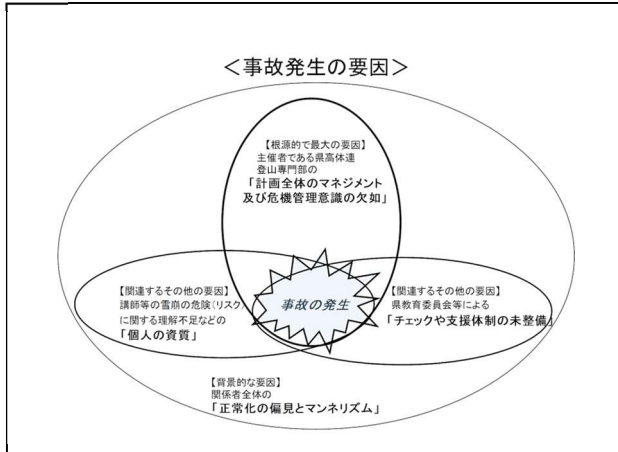 ＜事故発生の要因＞
【根源的で最大の要因】
主催者である県高体連
登山専門部の
「計画全体のマネジメント
及び危機管理意識の欠如」
【関連するその他の要因】
講師等の雪崩の危険（リスク）
に関する理解不足などの
「個人の資質」
事故の発生
【関連するその他の要因】
県教育委員会等による
「チェックや支援体制の未整備」
【背景的な要因】
関係者全体の
「正常化の偏見とマンネリズム」